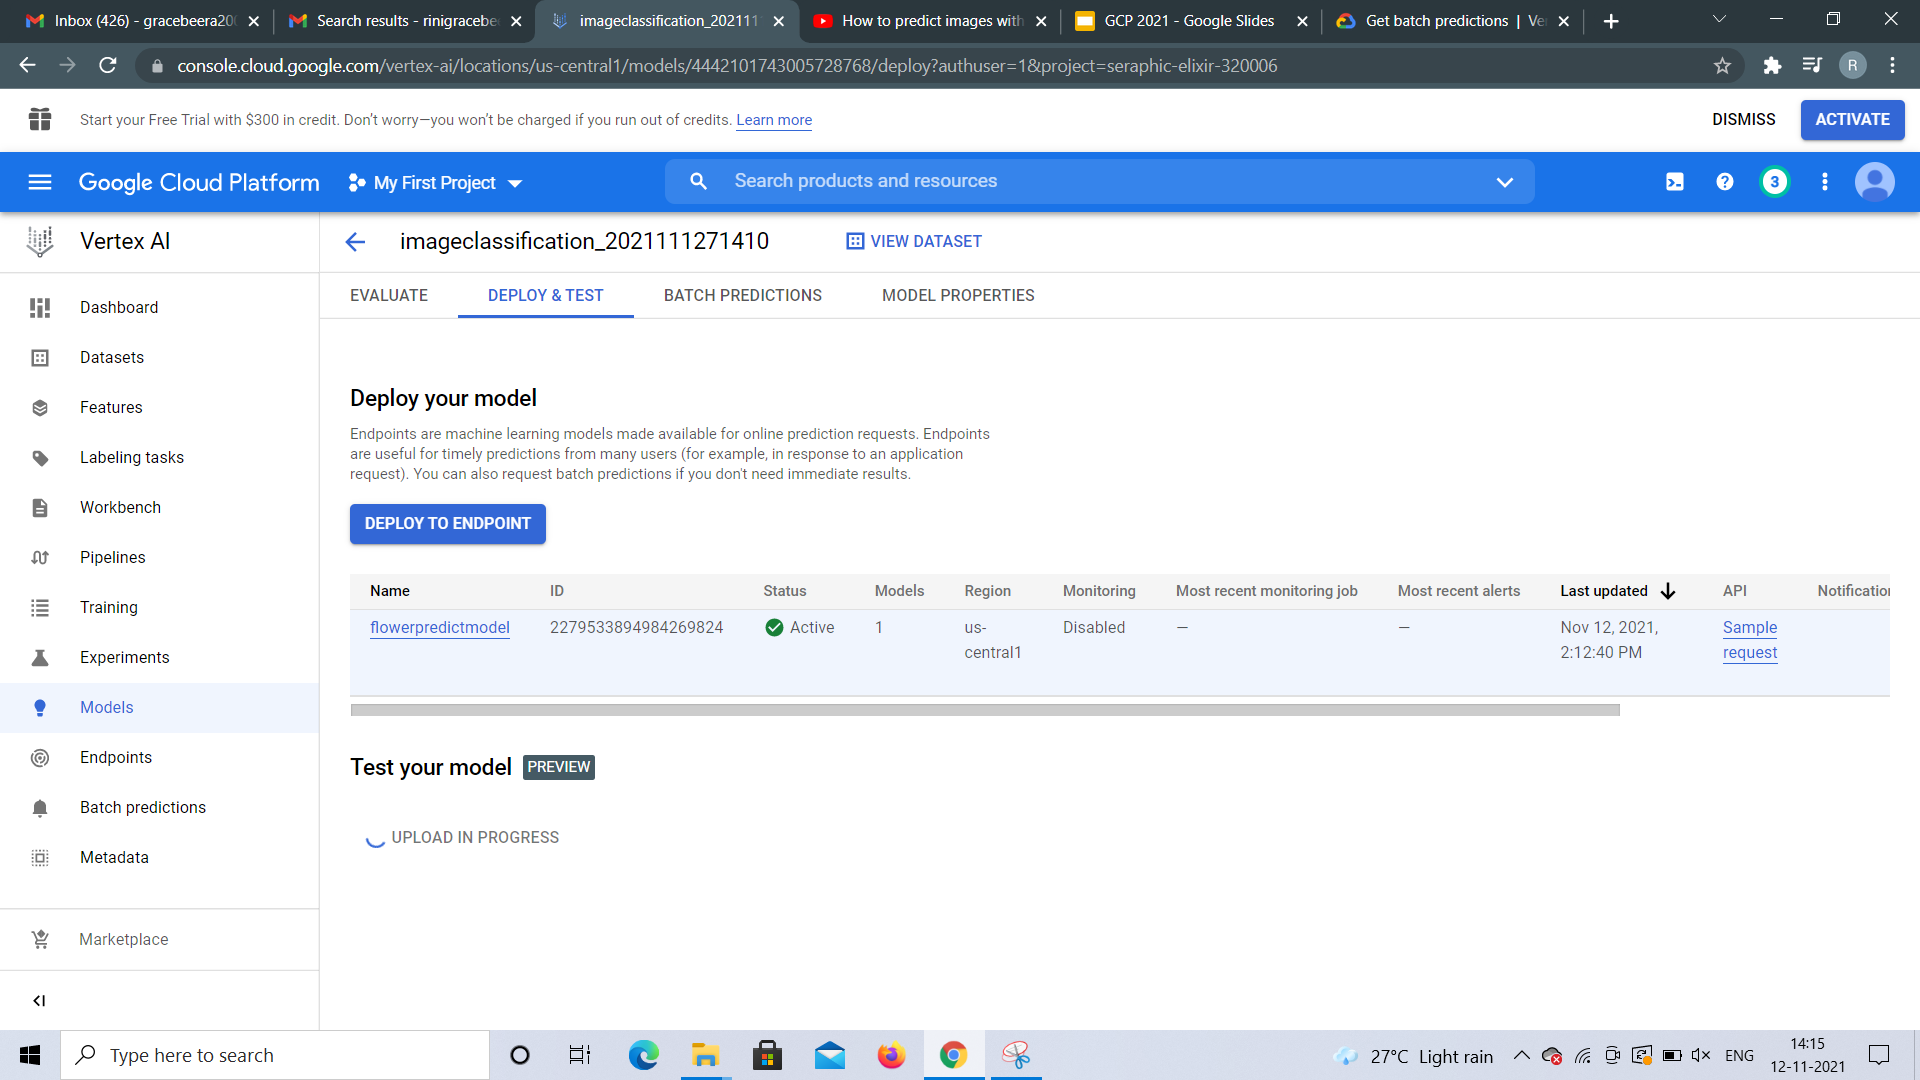 Inbox (426) - gracebeera20
Search results - rinigracebee
imageclassification_202111
How to predict images with
GCP 2021 - Google Slides
Get batch predictions | Ver
console.cloud.google.com/vertex-ai/locations/us-central1/models/4442101743005728768/deploy?authuser=1&project=seraphic-elixir-320006
R
Start your Free Trial with $300 in credit. Don't worry—you won't be charged if you run out of credits. Learn more
DISMISS
ACTIVATE
Google Cloud Platform
My First Project
Search products and resources
3
Vertex AI
imageclassification_2021111271410
VIEW DATASET
EVALUATE
DEPLOY & TEST
BATCH PREDICTIONS
MODEL PROPERTIES
Dashboard
Datasets
Features
Labeling tasks
Workbench
Pipelines
Training
Experiments
Models
Endpoints
Batch predictions
Metadata
Marketplace
Deploy your model
Endpoints are machine learning models made available for online prediction requests. Endpoints
are useful for timely predictions from many users (for example, in response to an application
request). You can also request batch predictions if you don't need immediate results.
DEPLOY TO ENDPOINT
Name ID Status Models Region Monitoring Most recent monitoring job Most recent alerts Last updated API Notification
flowerpredictmodel 2279533894984269824 Active 1 us- Disabled — — Nov 12, 2021, Sample
central1 2:12:40 PM request
Test your model PREVIEW
UPLOAD IN PROGRESS
Type here to search
27°C Light rain
ENG
14:15
12-11-2021